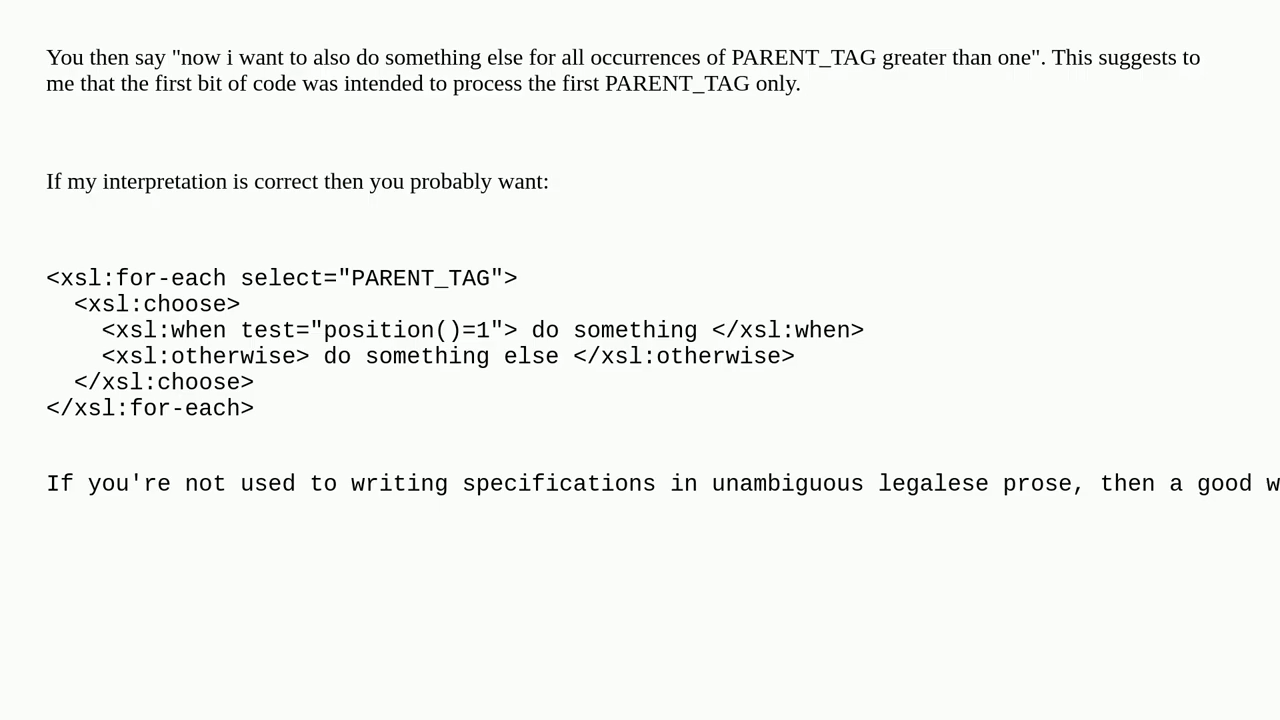 You then say "now i want to also do something else for all occurrences of PARENT_TAG greater than one". This suggests to
me that the first bit of code was intended to process the first PARENT_TAG only.
If my interpretation is correct then you probably want:
<xsl:for-each select="PARENT_TAG">
  <xsl:choose>
    <xsl:when test="position()=1"> do something </xsl:when>
    <xsl:otherwise> do something else </xsl:otherwise>
  </xsl:choose>
</xsl:for-each>
If you're not used to writing specifications in unambiguous legalese prose, then a good